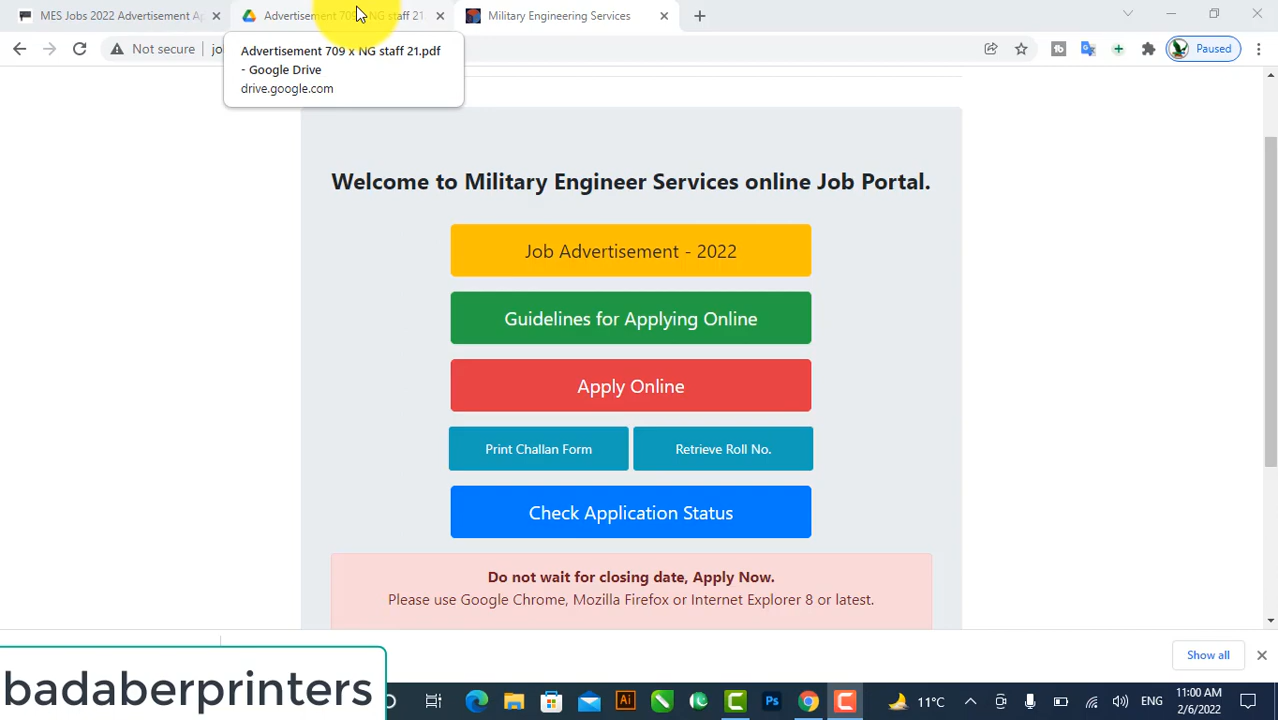 MES Jobs 2022 Advertisement Ap
Advertisement 709 x NG staff 21.
Military Engineering Services
Not secure
jo
Paused
Advertisement 709 x NG staff 21.pdf
- Google Drive
drive.google.com
Welcome to Military Engineer Services online Job Portal.
Job Advertisement - 2022
Guidelines for Applying Online
Apply Online
Print Challan Form
Retrieve Roll No.
Check Application Status
Do not wait for closing date, Apply Now.
Please use Google Chrome, Mozilla Firefox or Internet Explorer 8 or latest.
Show all
badaberprinters
Ai
Ps
11°C
ENG
11:00 AM
2/6/2022